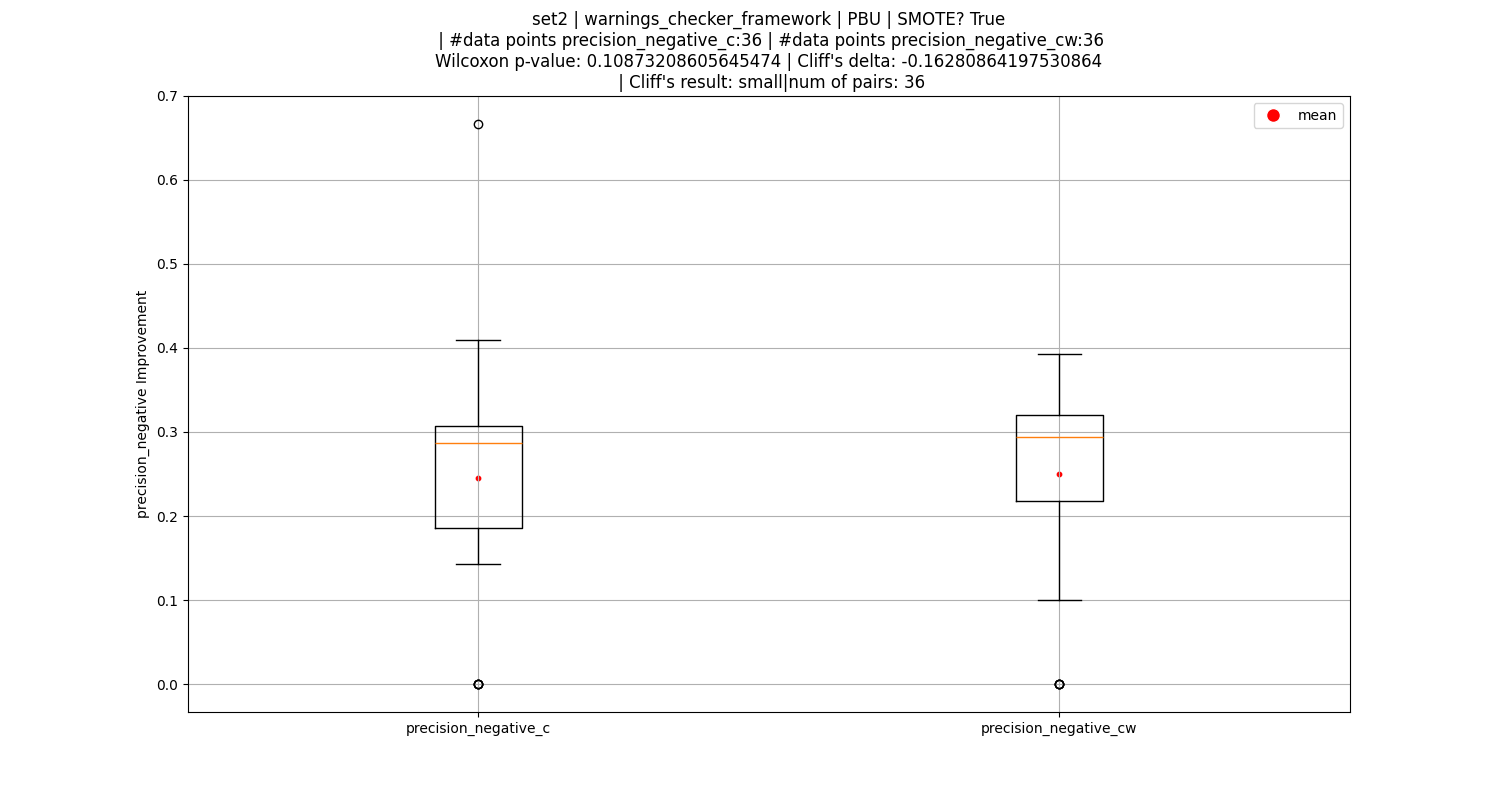 set2 | warnings_checker_framework | PBU | SMOTE? True
| #data points precision_negative_c:36 | #data points precision_negative_cw:36
Wilcoxon p-value: 0.10873208605645474 | Cliff's delta: -0.16280864197530864
| Cliff's result: small|num of pairs: 36
mean
0.7
0.6
0.5
0.4
0.3
0.2
0.1
0.0
precision_negative Improvement
precision_negative_c
precision_negative_cw